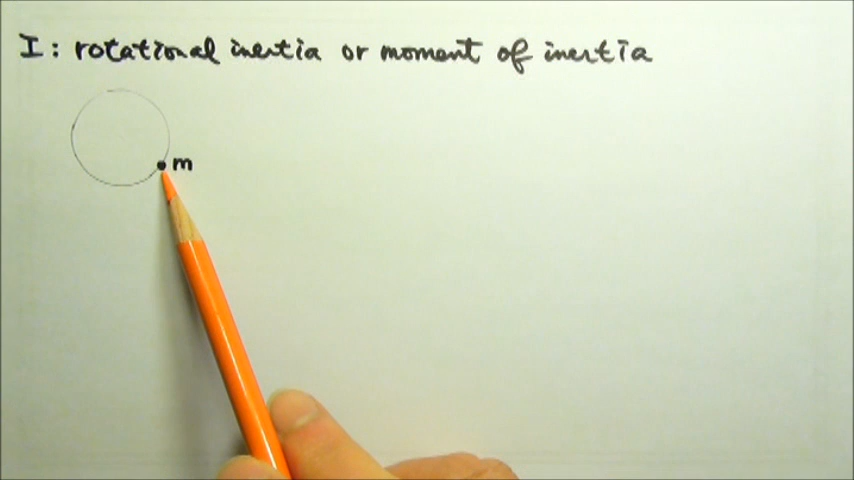 I: rotational inertia or moment of inertia
m